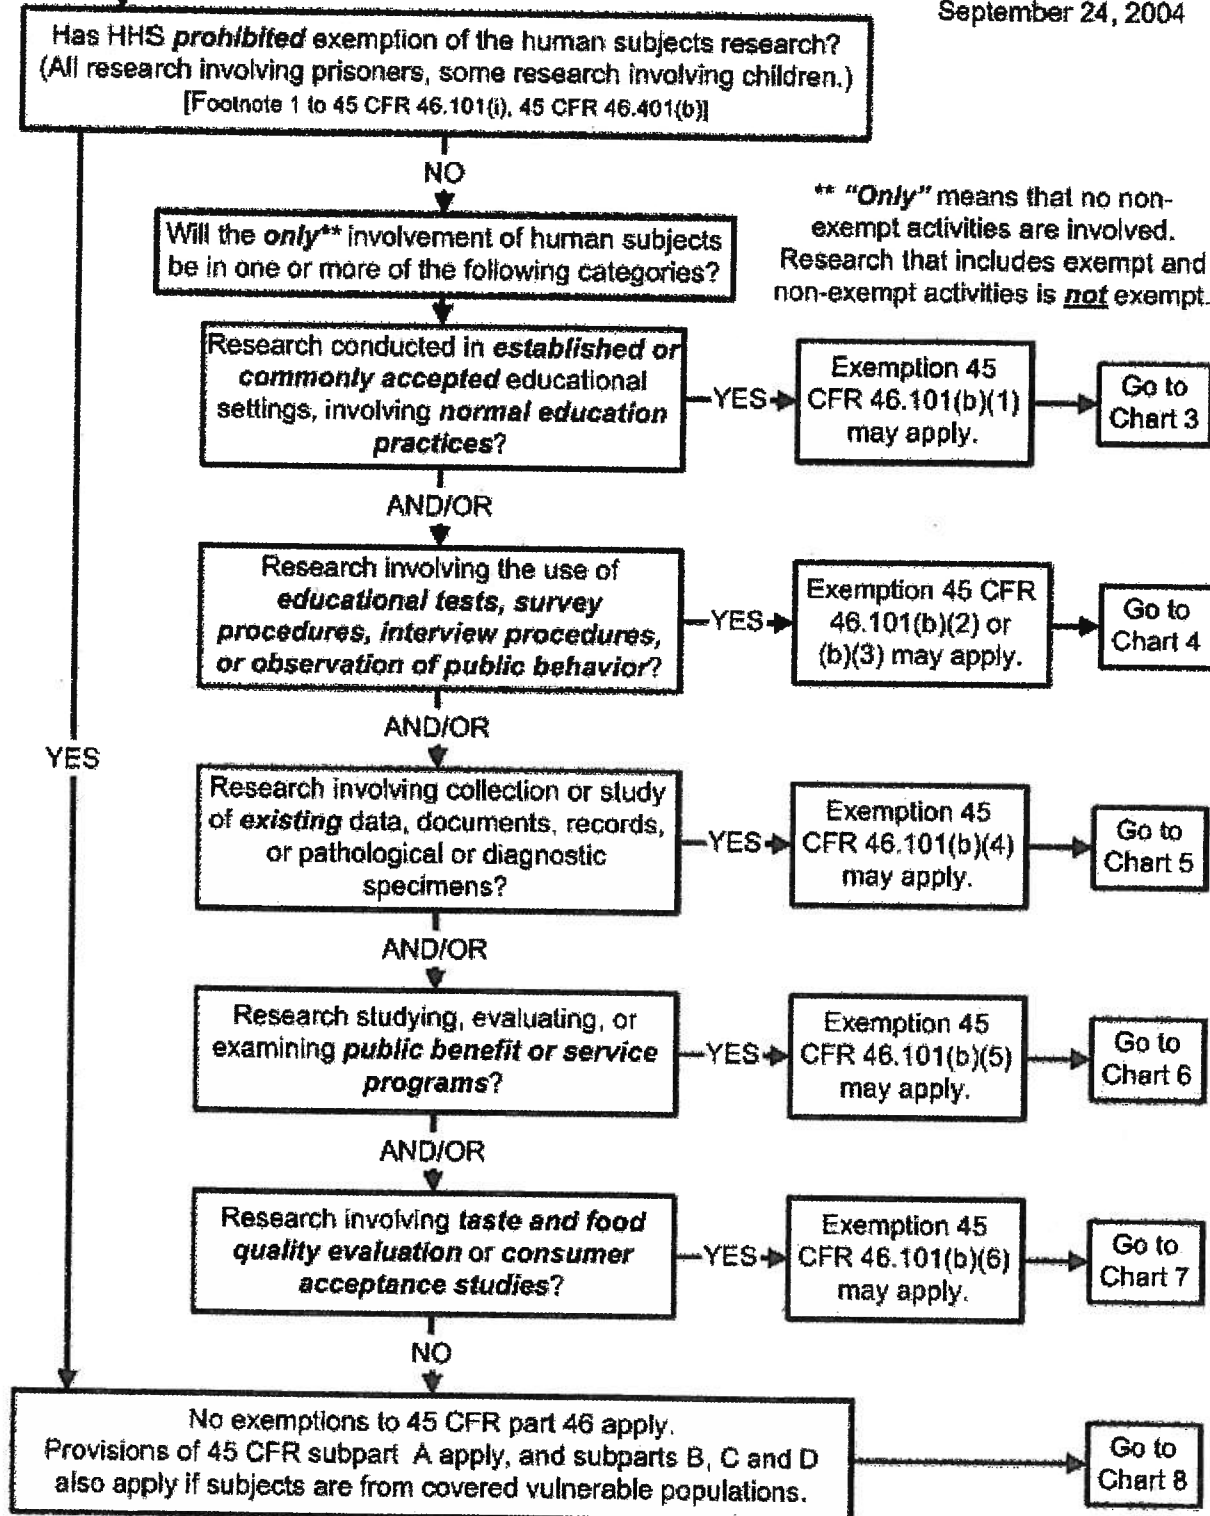 September 24, 2004
Has HHS prohibited exemption of the human subjects research?
(All research involving prisoners, some research involving children.)
[Footnote 1 to 45 CFR 46.101(i), 45 CFR 46.401(b)]
NO
** "Only" means that no non-
exempt activities are involved.
Research that includes exempt and
non-exempt activities is not exempt.
Will the only** involvement of human subjects
be in one or more of the following categories?
Research conducted in established or
commonly accepted educational
settings, involving normal education
practices?
YES
Exemption 45
CFR 46.101(b)(1)
may apply.
Go to
Chart 3
AND/OR
Research involving the use of
educational tests, survey
procedures, interview procedures,
or observation of public behavior?
YES
Exemption 45 CFR
46.101(b)(2) or
(b)(3) may apply.
Go to
Chart 4
AND/OR
YES
Research involving collection or study
of existing data, documents, records,
or pathological or diagnostic
specimens?
YES
Exemption 45
CFR 46.101(b)(4)
may apply.
Go to
Chart 5
AND/OR
Research studying, evaluating, or
examining public benefit or service
programs?
YES
Exemption 45
CFR 46.101(b)(5)
may apply.
Go to
Chart 6
AND/OR
Research involving taste and food
quality evaluation or consumer
acceptance studies?
YES
Exemption 45
CFR 46.101(b)(6)
may apply.
Go to
Chart 7
NO
No exemptions to 45 CFR part 46 apply.
Provisions of 45 CFR subpart A apply, and subparts B, C and D
also apply if subjects are from covered vulnerable populations.
Go to
Chart 8